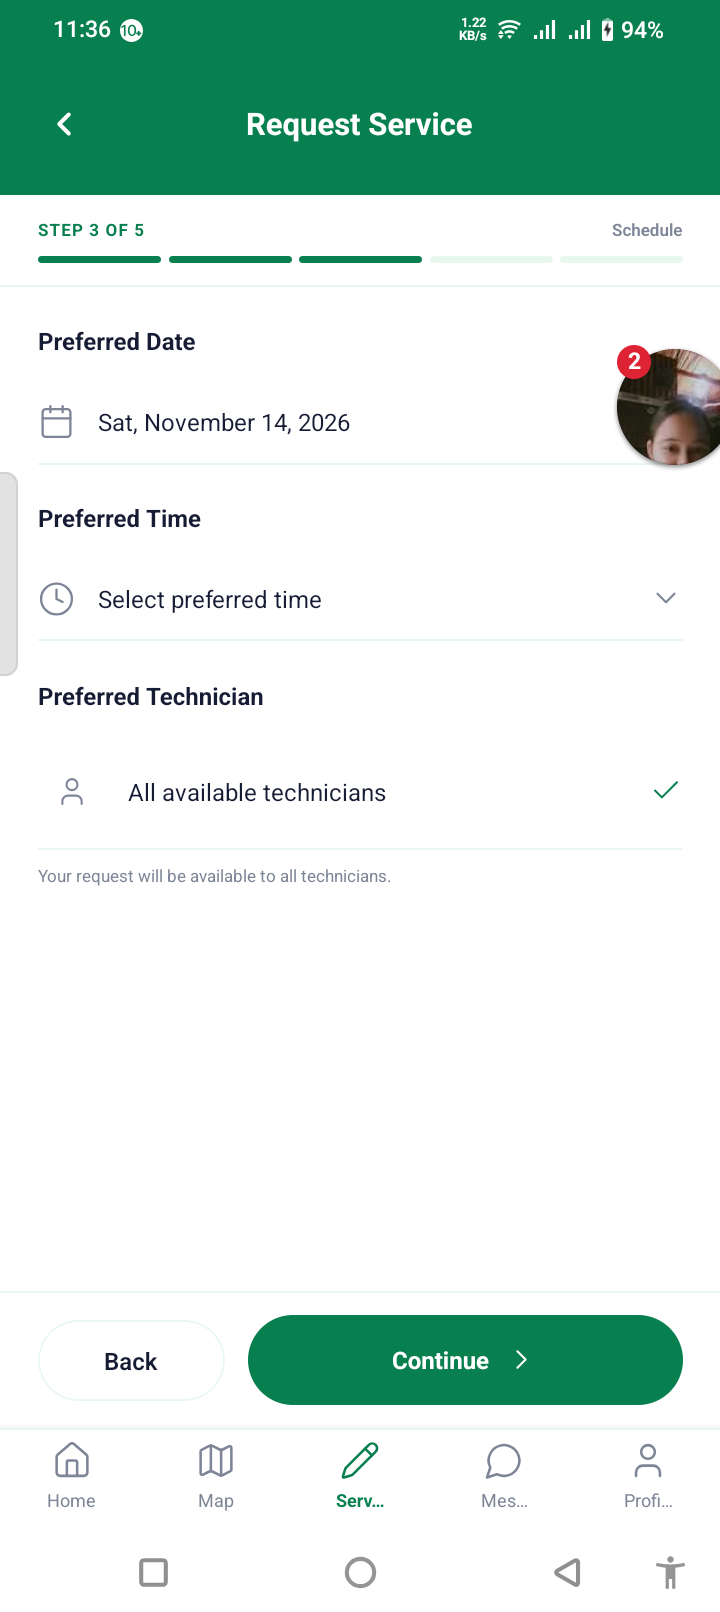 11:36 10+ 1.22 KB/s 94%
Request Service
STEP 3 OF 5 Schedule
Preferred Date
2
Sat, November 14, 2026
Preferred Time
Select preferred time
Preferred Technician
All available technicians
Your request will be available to all technicians.
Back Continue
Home Map Serv... Mes... Profi...